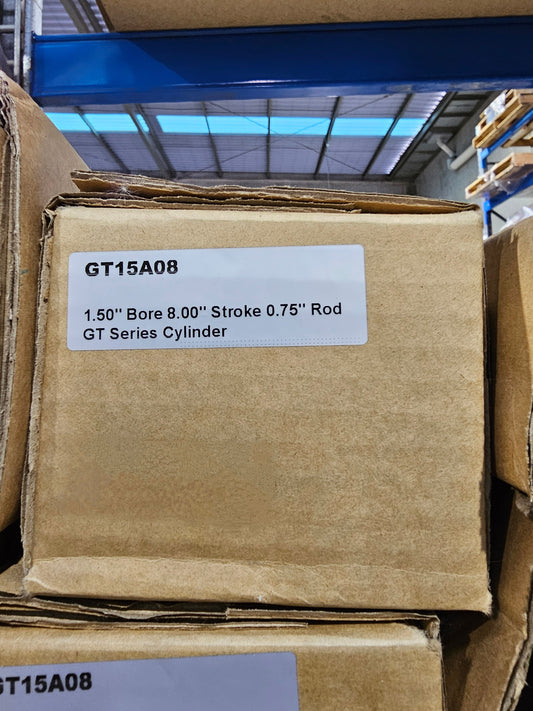 GT15A08
1.50" Bore 8.00" Stroke 0.75" Rod
GT Series Cylinder
GT15A08